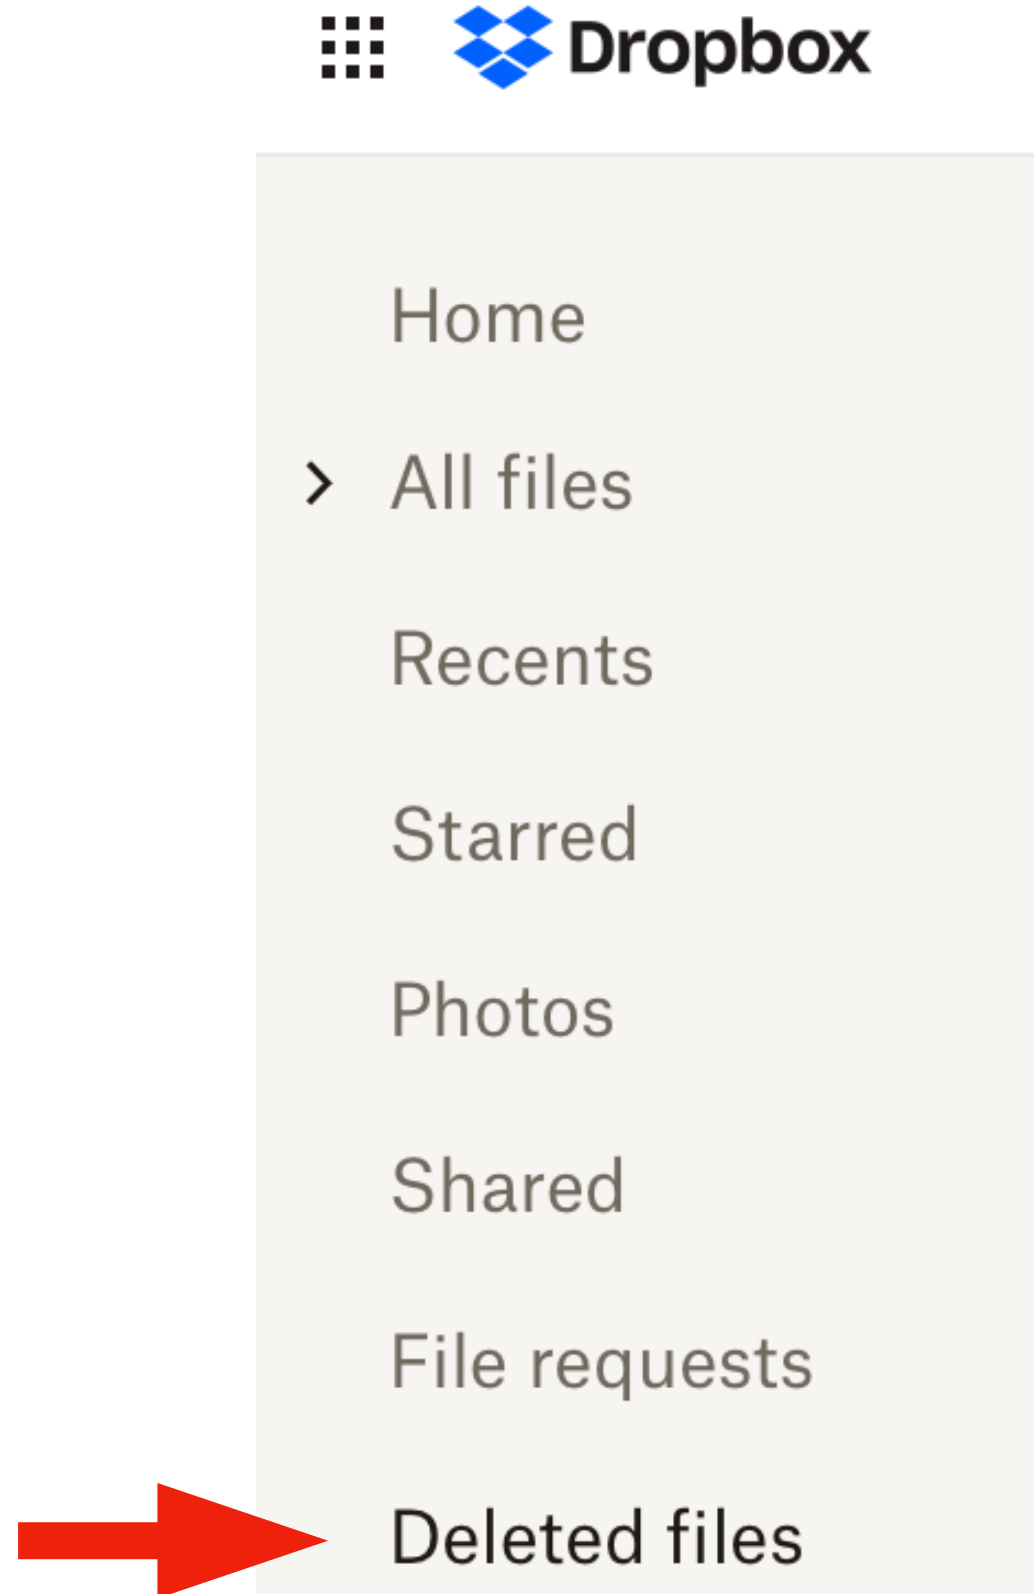 Dropbox
Home
All files
Recents
Starred
Photos
Shared
File requests
Deleted files